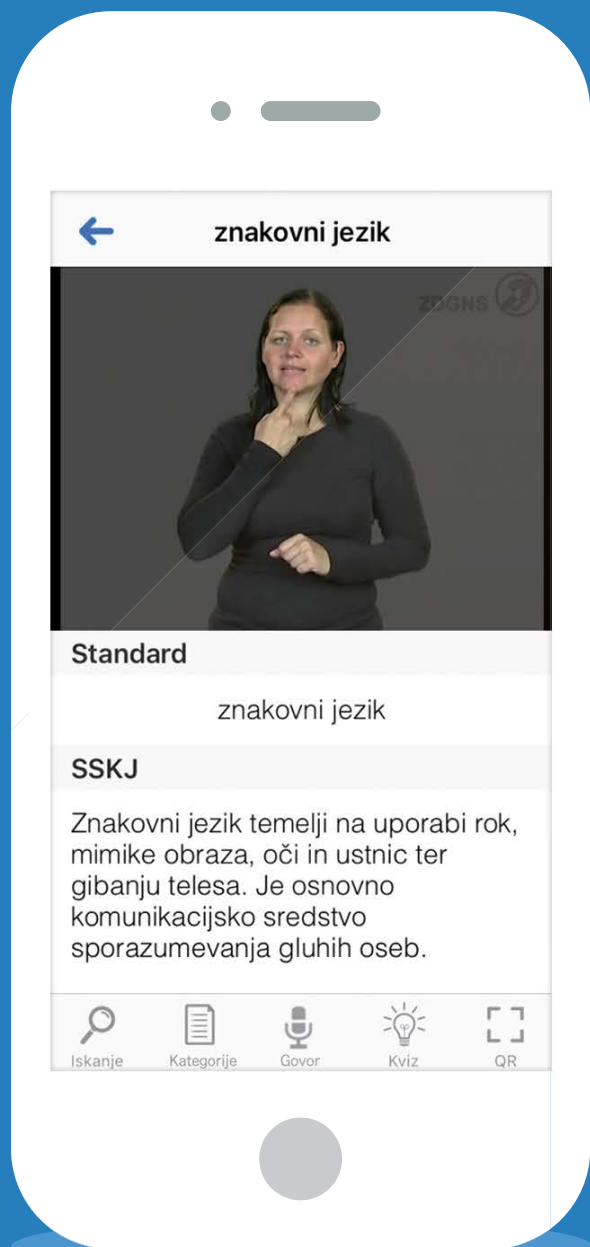 znakovni jezik
ZDGNS
Standard
znakovni jezik
SSKJ
Znakovni jezik temelji na uporabi rok,
mimike obraza, oči in ustnic ter
gibanju telesa. Je osnovno
komunikacijsko sredstvo
sporazumevanja gluhih oseb.
Iskanje Kategorije Govor Kviz QR